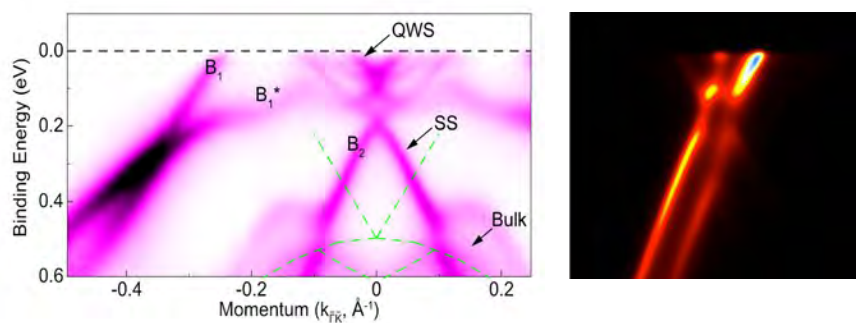 QWS
0.0
B1
B1*
0.2
B2
SS
0.4
Bulk
0.6
-0.4 -0.2 0 0.2
Binding Energy (eV)
Momentum (k_Γ̄K̄, Å⁻¹)